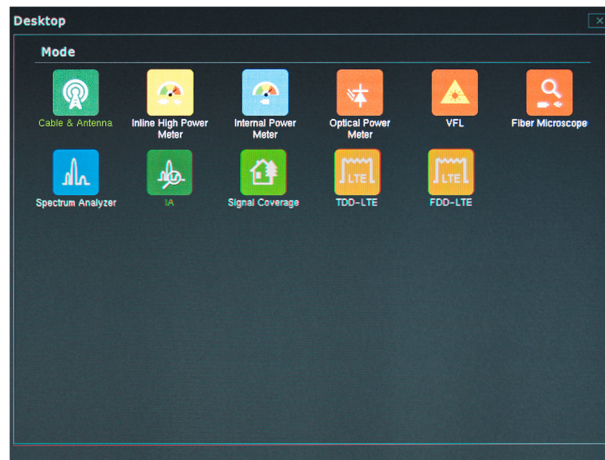 Desktop
Mode
Cable & Antenna
Inline High Power
Meter
Internal Power
Meter
Optical Power
Meter
VFL
Fiber Microscope
Spectrum Analyzer
IA
Signal Coverage
LTE
TDD-LTE
LTE
FDD-LTE